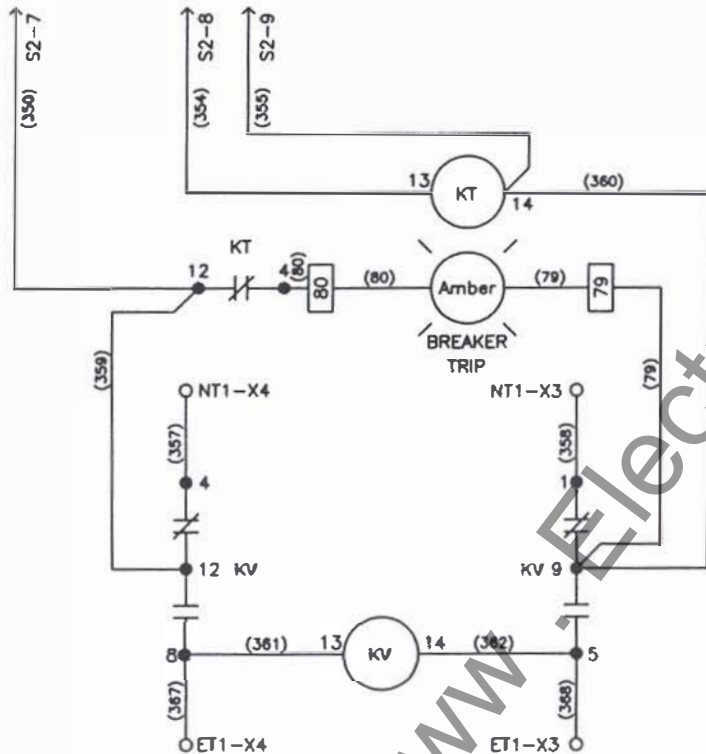 S2-7
S2-8
S2-9
(350)
(354)
(355)
13
KT
14
(360)
KT
12
4
(80)
80
(80)
Amber
(79)
79
BREAKER
TRIP
(359)
(79)
NT1-X4
NT1-X3
(357)
(358)
4
1
12 KV
KV 9
(361)
13
KV
14
(362)
8
5
(367)
(368)
ET1-X4
ET1-X3
www . Elect